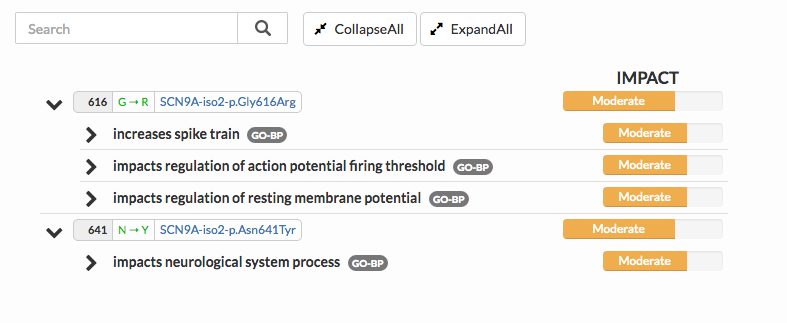 Search CollapseAll ExpandAll
IMPACT
616 G → R SCN9A-iso2-p.Gly616Arg Moderate
increases spike train GO-BP Moderate
impacts regulation of action potential firing threshold GO-BP Moderate
impacts regulation of resting membrane potential GO-BP Moderate
641 N → Y SCN9A-iso2-p.Asn641Tyr Moderate
impacts neurological system process GO-BP Moderate